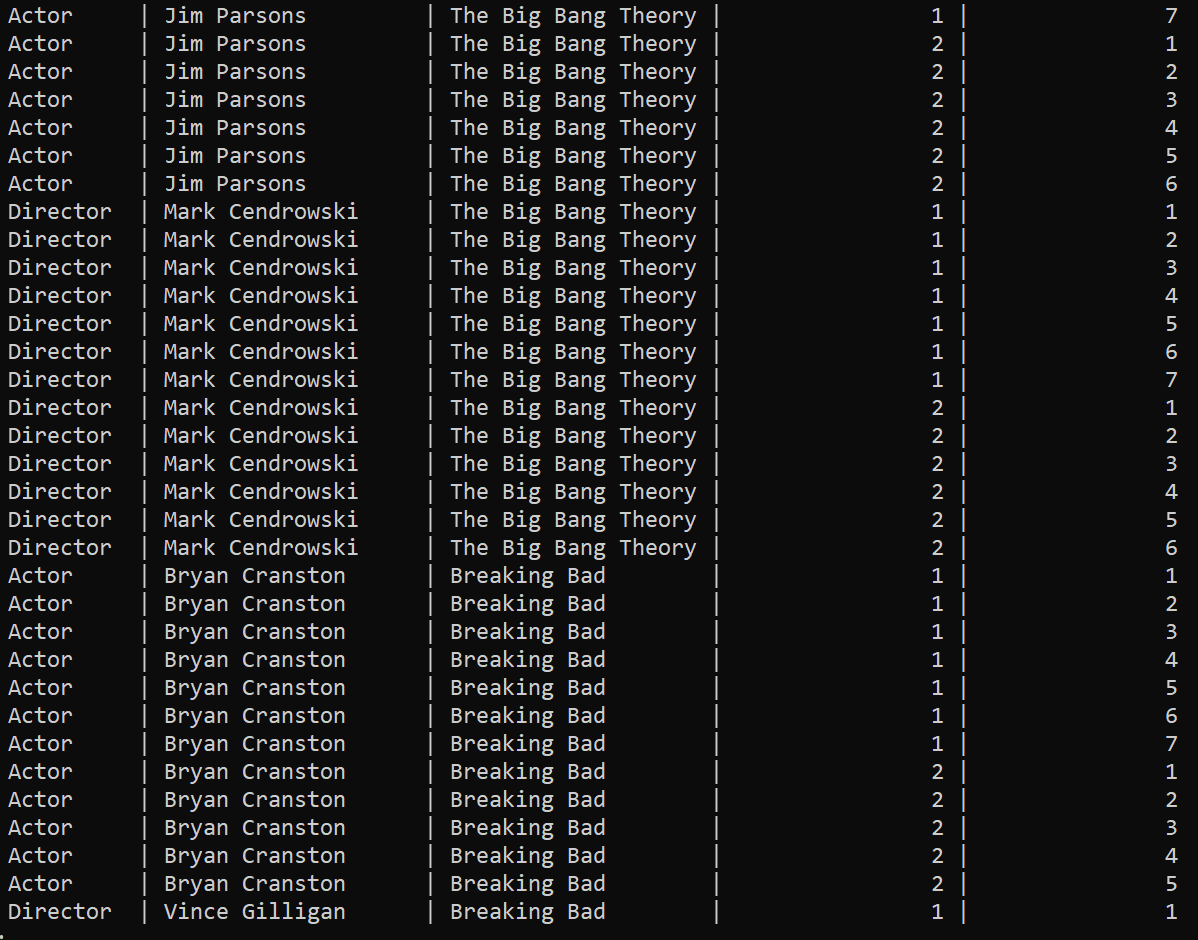 Actor | Jim Parsons | The Big Bang Theory | 1 | 7
Actor | Jim Parsons | The Big Bang Theory | 2 | 1
Actor | Jim Parsons | The Big Bang Theory | 2 | 2
Actor | Jim Parsons | The Big Bang Theory | 2 | 3
Actor | Jim Parsons | The Big Bang Theory | 2 | 4
Actor | Jim Parsons | The Big Bang Theory | 2 | 5
Actor | Jim Parsons | The Big Bang Theory | 2 | 6
Director | Mark Cendrowski | The Big Bang Theory | 1 | 1
Director | Mark Cendrowski | The Big Bang Theory | 1 | 2
Director | Mark Cendrowski | The Big Bang Theory | 1 | 3
Director | Mark Cendrowski | The Big Bang Theory | 1 | 4
Director | Mark Cendrowski | The Big Bang Theory | 1 | 5
Director | Mark Cendrowski | The Big Bang Theory | 1 | 6
Director | Mark Cendrowski | The Big Bang Theory | 1 | 7
Director | Mark Cendrowski | The Big Bang Theory | 2 | 1
Director | Mark Cendrowski | The Big Bang Theory | 2 | 2
Director | Mark Cendrowski | The Big Bang Theory | 2 | 3
Director | Mark Cendrowski | The Big Bang Theory | 2 | 4
Director | Mark Cendrowski | The Big Bang Theory | 2 | 5
Director | Mark Cendrowski | The Big Bang Theory | 2 | 6
Actor | Bryan Cranston | Breaking Bad | 1 | 1
Actor | Bryan Cranston | Breaking Bad | 1 | 2
Actor | Bryan Cranston | Breaking Bad | 1 | 3
Actor | Bryan Cranston | Breaking Bad | 1 | 4
Actor | Bryan Cranston | Breaking Bad | 1 | 5
Actor | Bryan Cranston | Breaking Bad | 1 | 6
Actor | Bryan Cranston | Breaking Bad | 1 | 7
Actor | Bryan Cranston | Breaking Bad | 2 | 1
Actor | Bryan Cranston | Breaking Bad | 2 | 2
Actor | Bryan Cranston | Breaking Bad | 2 | 3
Actor | Bryan Cranston | Breaking Bad | 2 | 4
Actor | Bryan Cranston | Breaking Bad | 2 | 5
Director | Vince Gilligan | Breaking Bad | 1 | 1